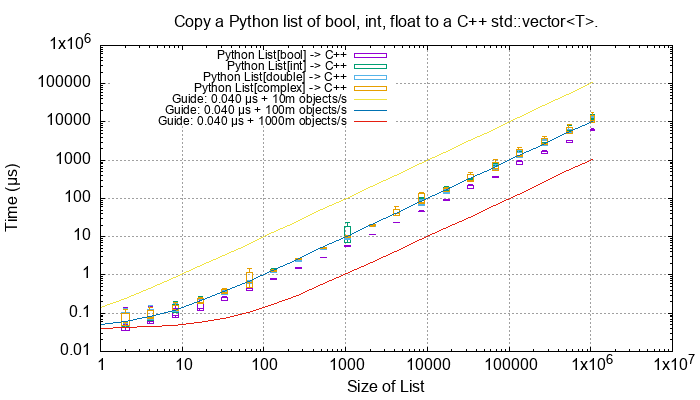 Copy a Python list of bool, int, float to a C++ std::vector<T>.
Python List[bool] -> C++
Python List[int] -> C++
Python List[double] -> C++
Python List[complex] -> C++
Guide: 0.040 µs + 10m objects/s
Guide: 0.040 µs + 100m objects/s
Guide: 0.040 µs + 1000m objects/s
1x10^6
100000
10000
1000
100
10
1
0.1
0.01
Time (µs)
1 10 100 1000 10000 100000 1x10^6 1x10^7
Size of List